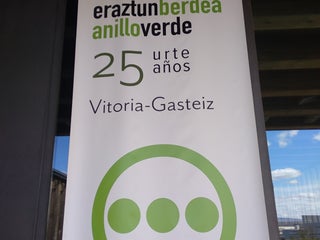 eraztunberdea
anilloverde
25 urte
años
Vitoria-Gasteiz